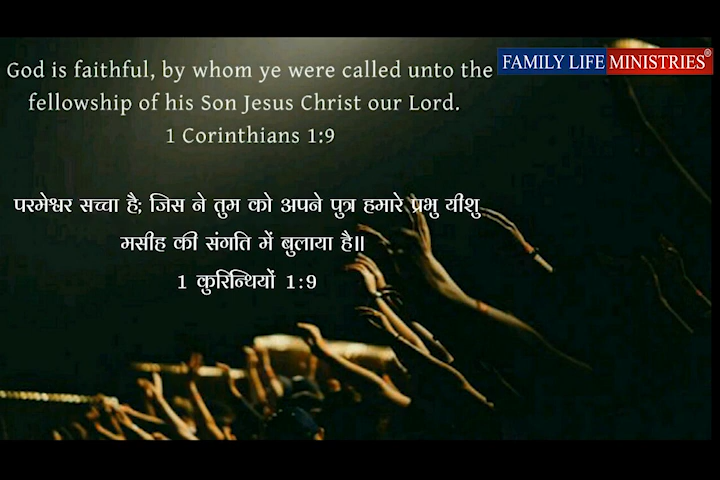 FAMILY LIFE MINISTRIES®
God is faithful, by whom ye were called unto the
fellowship of his Son Jesus Christ our Lord.
1 Corinthians 1:9
परमेश्वर सच्चा है; जिस ने तुम को अपने पुत्र हमारे प्रभु यीशु
मसीह की संगति में बुलाया है॥
1 कुरिन्थियों 1:9